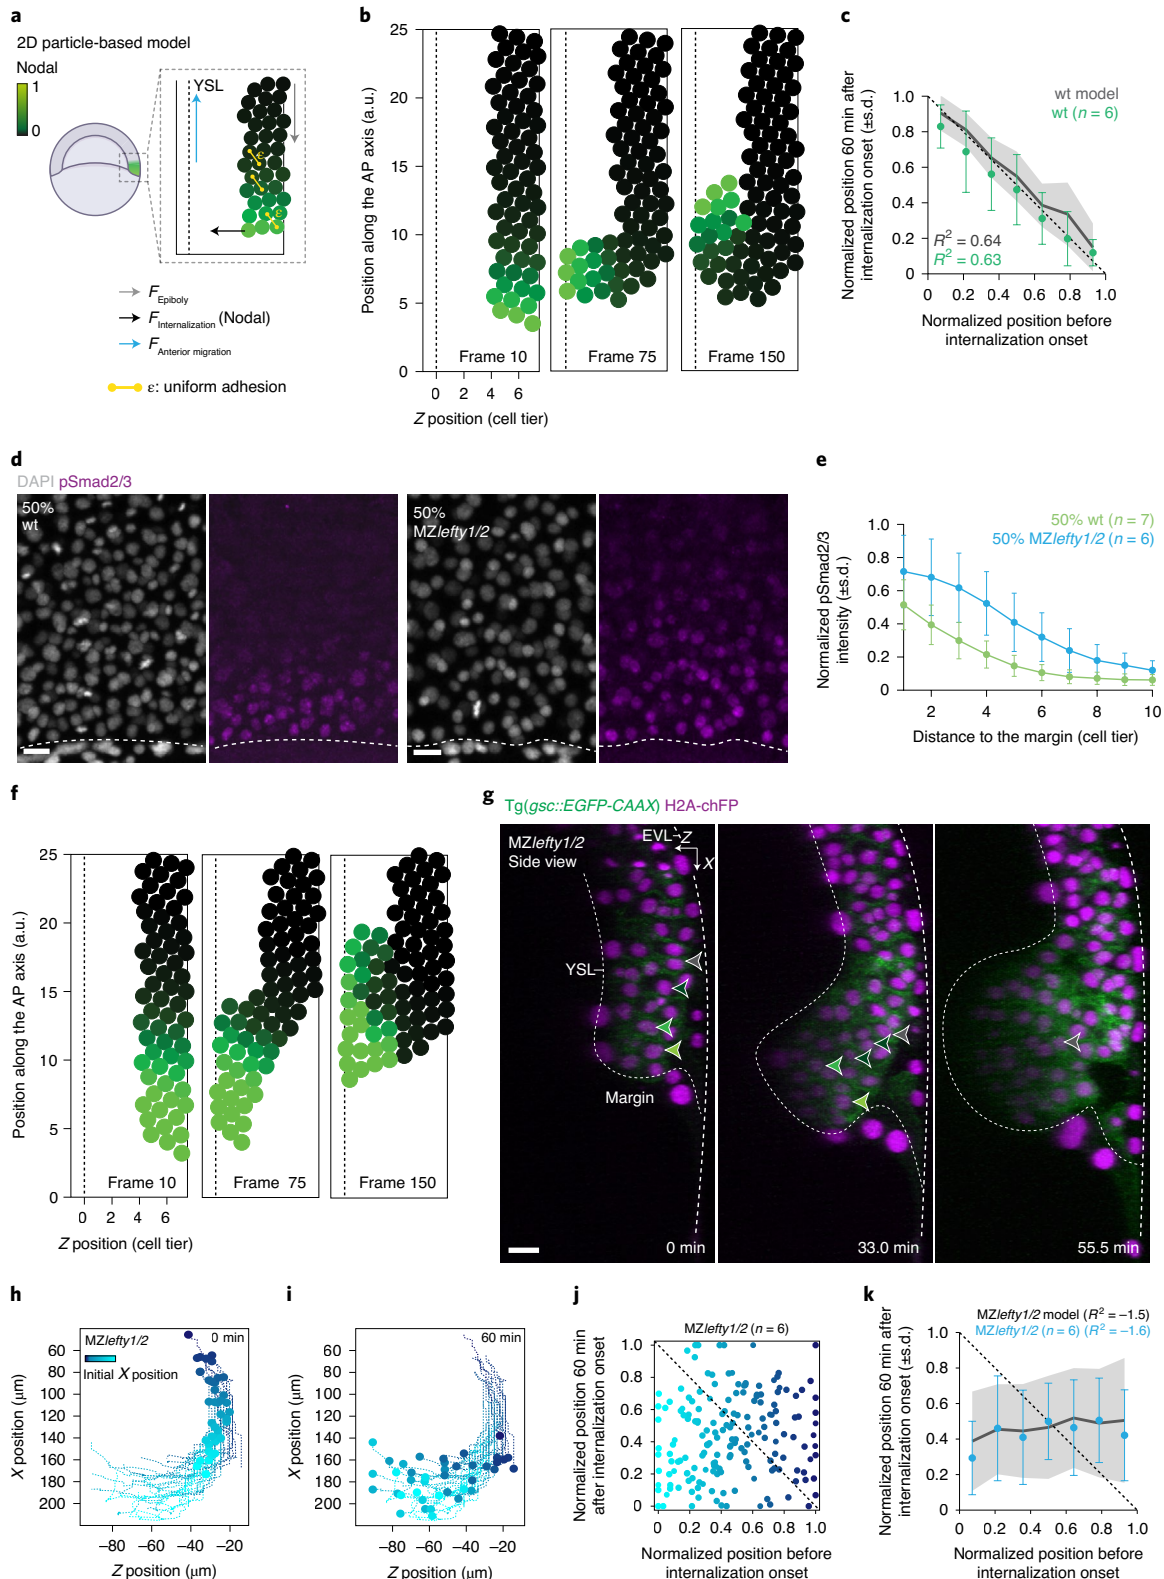 a
2D particle-based model
Nodal
1
0
YSL
ε
ε
F Epiboly
F Internalization (Nodal)
F Anterior migration
ε: uniform adhesion
b
Position along the AP axis (a.u.)
25
20
15
10
5
0
Frame 10
Frame 75
Frame 150
0 2 4 6
Z position (cell tier)
c
Normalized position 60 min after
internalization onset (±s.d.)
1.0
0.8
0.6
0.4
0.2
0
wt model
wt (n = 6)
R² = 0.64
R² = 0.63
0 0.2 0.4 0.6 0.8 1.0
Normalized position before
internalization onset
d
DAPI pSmad2/3
50%
wt
50%
MZlefty1/2
e
Normalized pSmad2/3
intensity (±s.d.)
1.0
0.8
0.6
0.4
0.2
0
50% wt (n = 7)
50% MZlefty1/2 (n = 6)
2 4 6 8 10
Distance to the margin (cell tier)
f
Position along the AP axis (a.u.)
25
20
15
10
5
0
Frame 10
Frame 75
Frame 150
0 2 4 6
Z position (cell tier)
g
Tg(gsc::EGFP-CAAX) H2A-chFP
MZlefty1/2
Side view
EVL
Z
X
YSL
Margin
0 min
33.0 min
55.5 min
h
MZlefty1/2
0 min
Initial X position
X position (µm)
60
80
100
120
140
160
180
200
−80 −60 −40 −20
Z position (µm)
i
60 min
X position (µm)
60
80
100
120
140
160
180
200
−80 −60 −40 −20
Z position (µm)
j
MZlefty1/2 (n = 6)
Normalized position 60 min
after internalization onset
1.0
0.8
0.6
0.4
0.2
0
0 0.2 0.4 0.6 0.8 1.0
Normalized position before
internalization onset
k
MZlefty1/2 model (R² = −1.5)
MZlefty1/2 (n = 6) (R² = −1.6)
Normalized position 60 min after
internalization onset (±s.d.)
1.0
0.8
0.6
0.4
0.2
0
0 0.2 0.4 0.6 0.8 1.0
Normalized position before
internalization onset